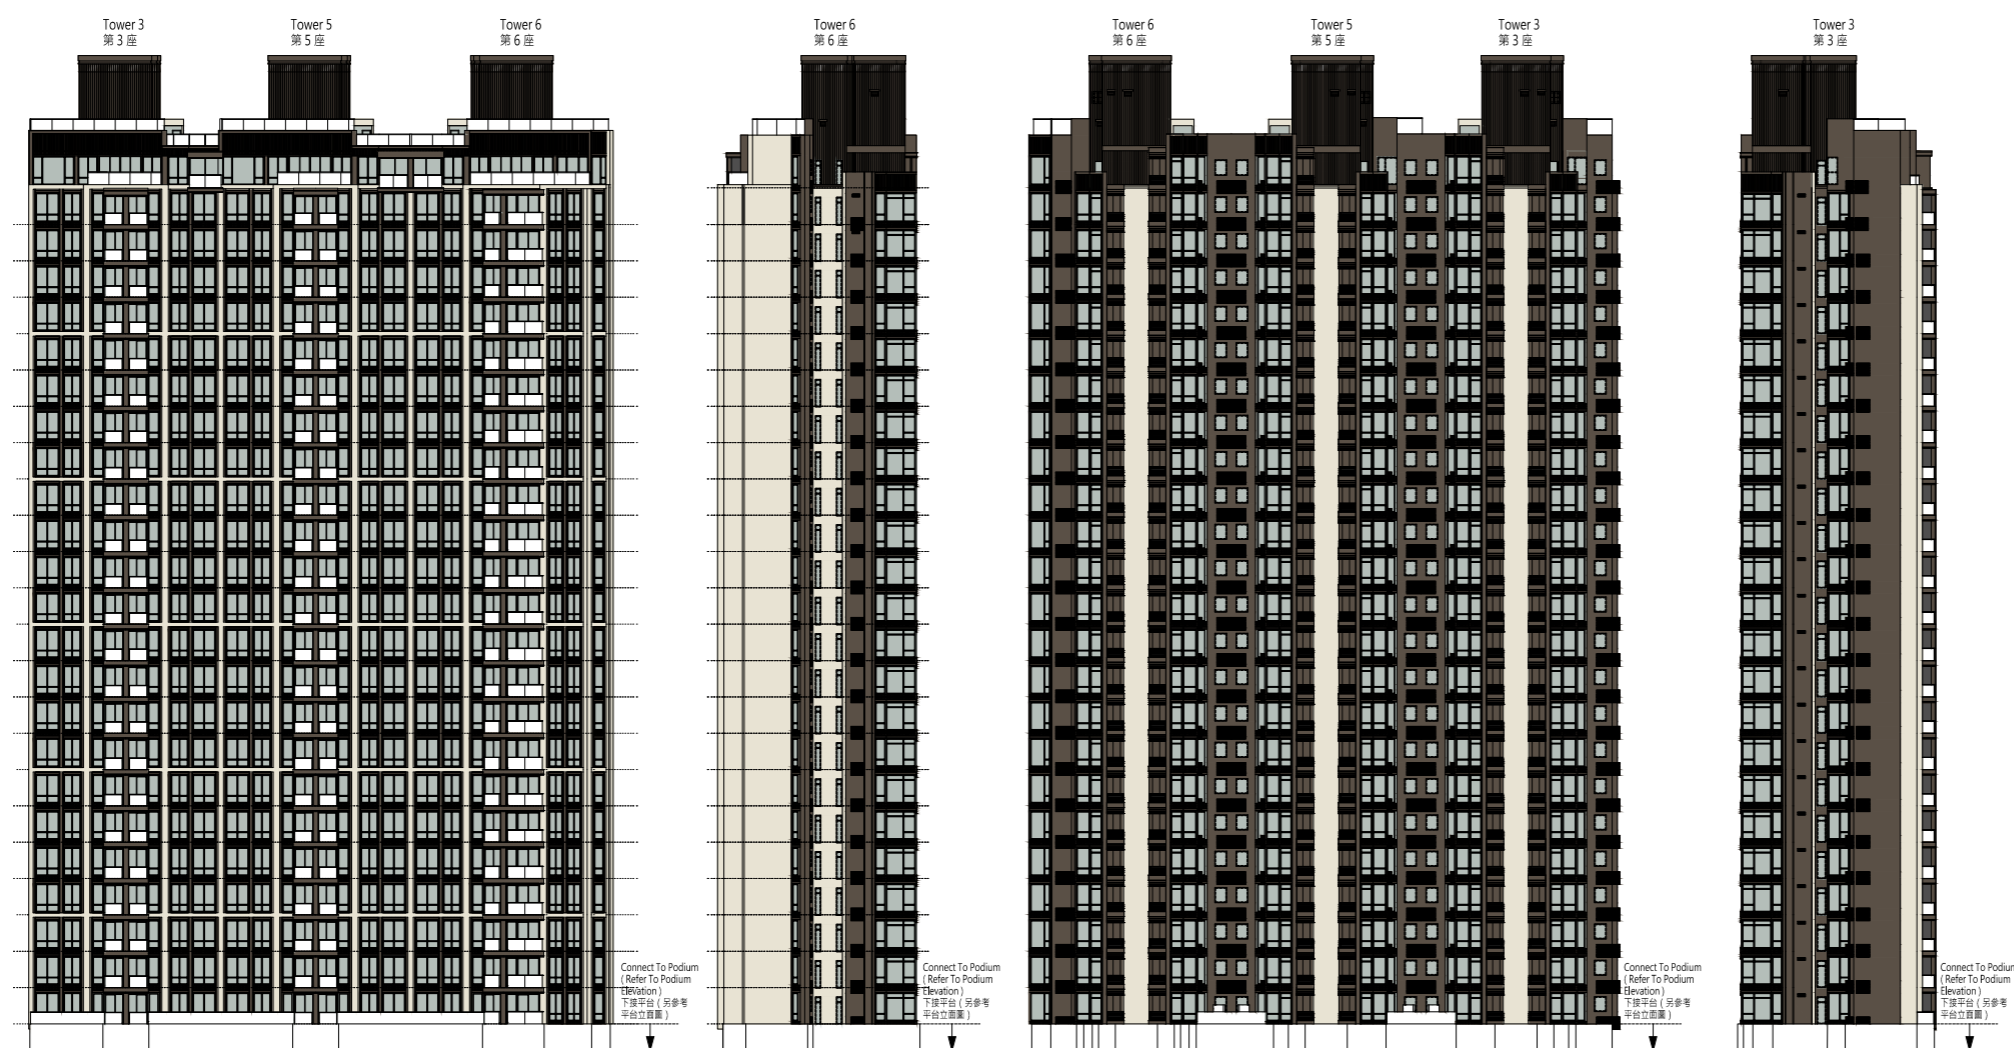 Tower 3
第 3 座
Tower 5
第 5 座
Tower 6
第 6 座
Tower 6
第 6 座
Tower 6
第 6 座
Tower 5
第 5 座
Tower 3
第 3 座
Tower 3
第 3 座
Connect To Podium
( Refer To Podium
Elevation )
下接平台 ( 另參考
平台立面圖 )
Connect To Podium
( Refer To Podium
Elevation )
下接平台 ( 另參考
平台立面圖 )
Connect To Podium
( Refer To Podium
Elevation )
下接平台 ( 另參考
平台立面圖 )
Connect To Podium
( Refer To Podium
Elevation )
下接平台 ( 另參考
平台立面圖 )